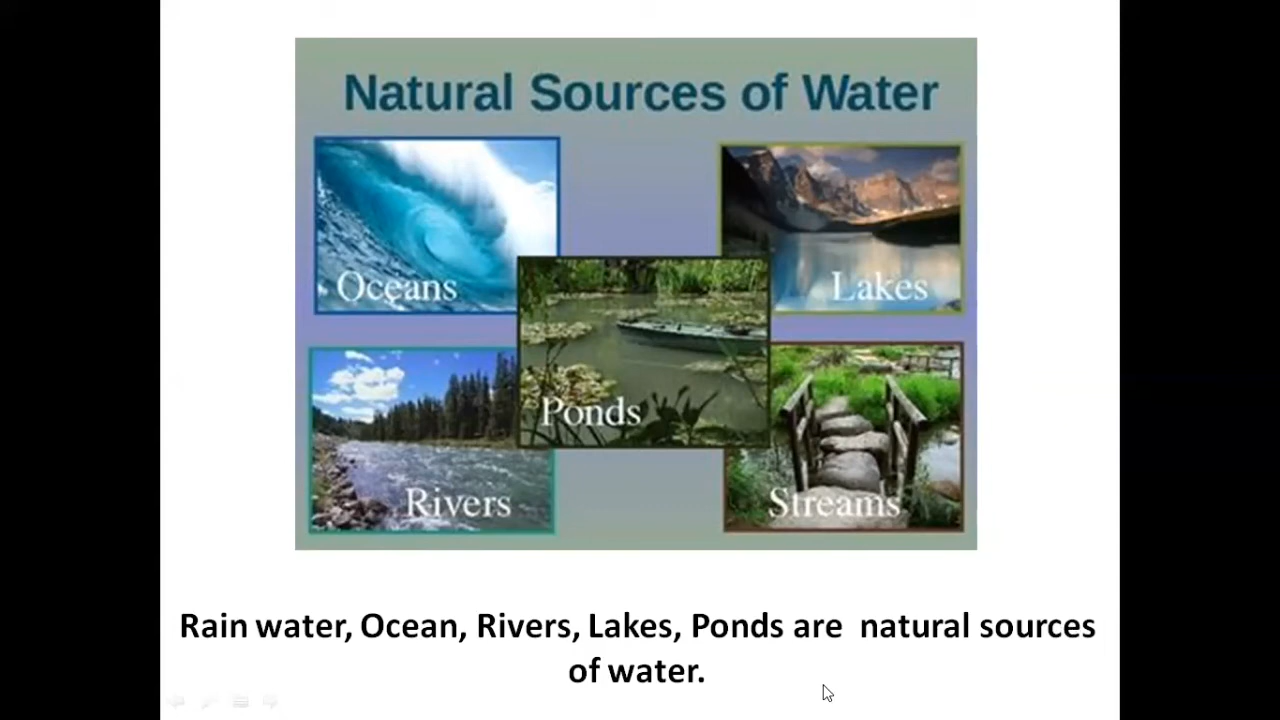 Natural Sources of Water
Oceans
Lakes
Ponds
Rivers
Streams
Rain water, Ocean, Rivers, Lakes, Ponds are  natural sources
of water.